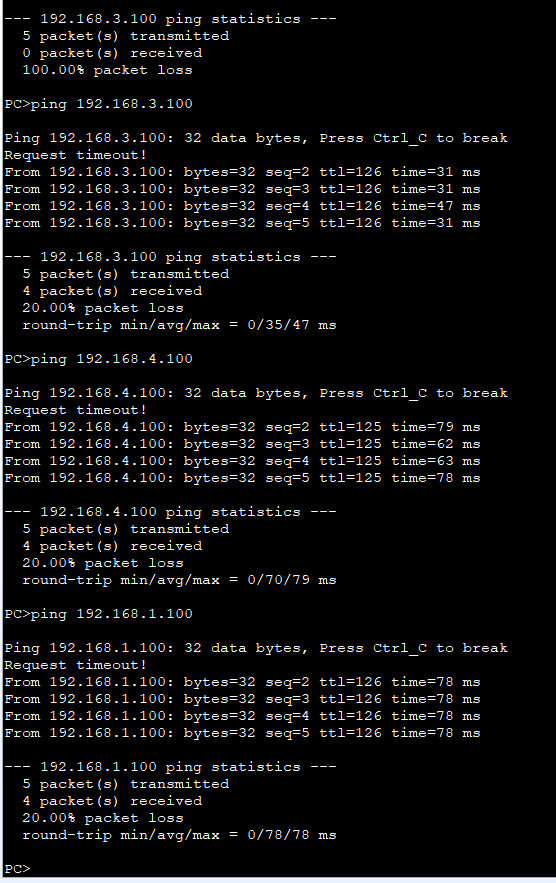 --- 192.168.3.100 ping statistics ---
  5 packet(s) transmitted
  0 packet(s) received
  100.00% packet loss
PC>ping 192.168.3.100
Ping 192.168.3.100: 32 data bytes, Press Ctrl_C to break
Request timeout!
From 192.168.3.100: bytes=32 seq=2 ttl=126 time=31 ms
From 192.168.3.100: bytes=32 seq=3 ttl=126 time=31 ms
From 192.168.3.100: bytes=32 seq=4 ttl=126 time=47 ms
From 192.168.3.100: bytes=32 seq=5 ttl=126 time=31 ms
--- 192.168.3.100 ping statistics ---
  5 packet(s) transmitted
  4 packet(s) received
  20.00% packet loss
  round-trip min/avg/max = 0/35/47 ms
PC>ping 192.168.4.100
Ping 192.168.4.100: 32 data bytes, Press Ctrl_C to break
Request timeout!
From 192.168.4.100: bytes=32 seq=2 ttl=125 time=79 ms
From 192.168.4.100: bytes=32 seq=3 ttl=125 time=62 ms
From 192.168.4.100: bytes=32 seq=4 ttl=125 time=63 ms
From 192.168.4.100: bytes=32 seq=5 ttl=125 time=78 ms
--- 192.168.4.100 ping statistics ---
  5 packet(s) transmitted
  4 packet(s) received
  20.00% packet loss
  round-trip min/avg/max = 0/70/79 ms
PC>ping 192.168.1.100
Ping 192.168.1.100: 32 data bytes, Press Ctrl_C to break
Request timeout!
From 192.168.1.100: bytes=32 seq=2 ttl=126 time=78 ms
From 192.168.1.100: bytes=32 seq=3 ttl=126 time=78 ms
From 192.168.1.100: bytes=32 seq=4 ttl=126 time=78 ms
From 192.168.1.100: bytes=32 seq=5 ttl=126 time=78 ms
--- 192.168.1.100 ping statistics ---
  5 packet(s) transmitted
  4 packet(s) received
  20.00% packet loss
  round-trip min/avg/max = 0/78/78 ms
PC>